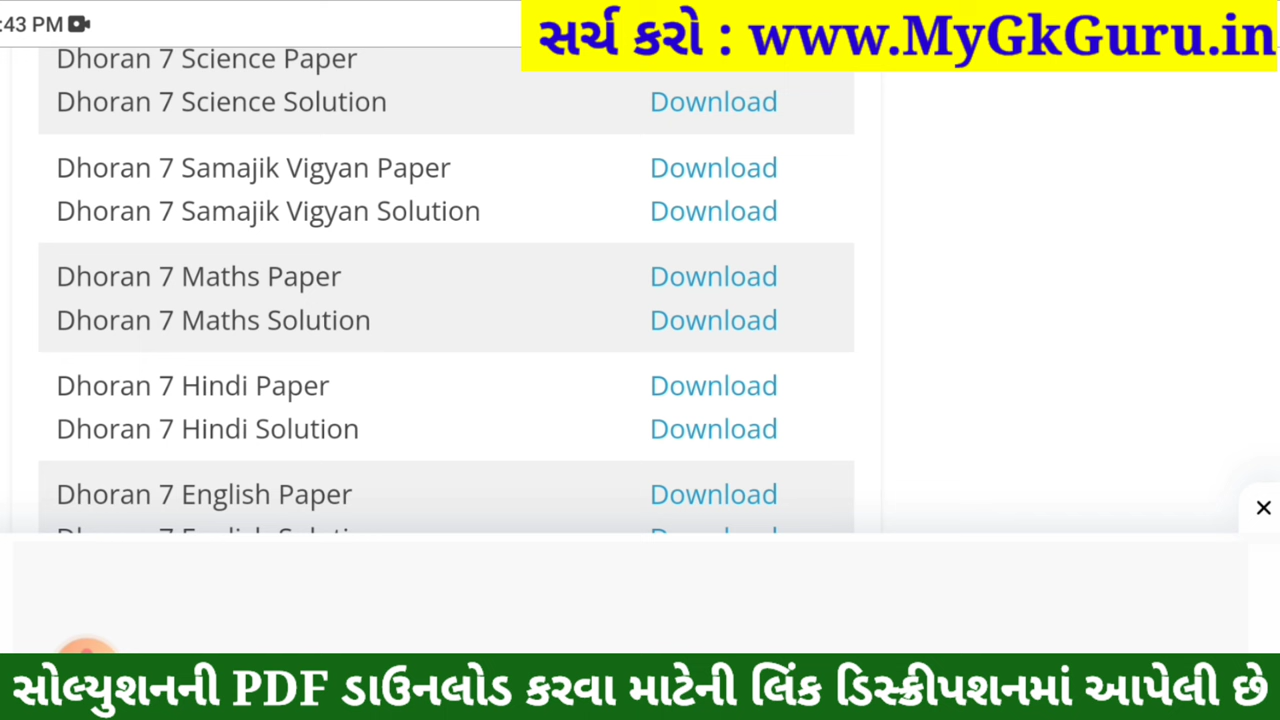 :43 PM
સર્ચ કરો : www.MyGkGuru.in
Dhoran 7 Science Paper
Dhoran 7 Science Solution Download
Dhoran 7 Samajik Vigyan Paper Download
Dhoran 7 Samajik Vigyan Solution Download
Dhoran 7 Maths Paper Download
Dhoran 7 Maths Solution Download
Dhoran 7 Hindi Paper Download
Dhoran 7 Hindi Solution Download
Dhoran 7 English Paper Download
સોલ્યુશનની PDF ડાઉનલોડ કરવા માટેની લિંક ડિસ્ક્રીપશનમાં આપેલી છે